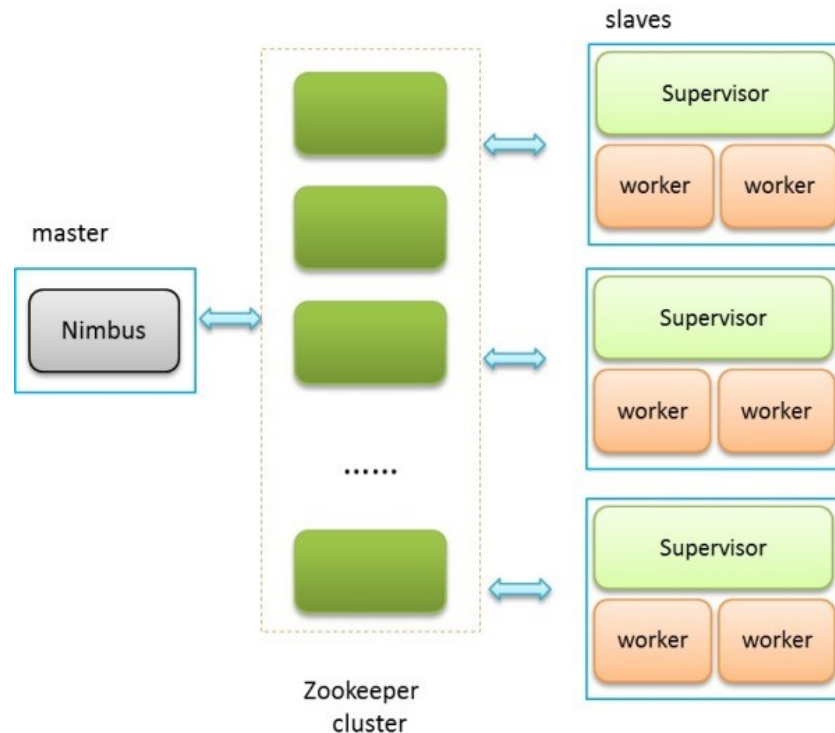 master
Nimbus
......
Zookeeper
cluster
slaves
Supervisor
worker worker
Supervisor
worker worker
Supervisor
worker worker